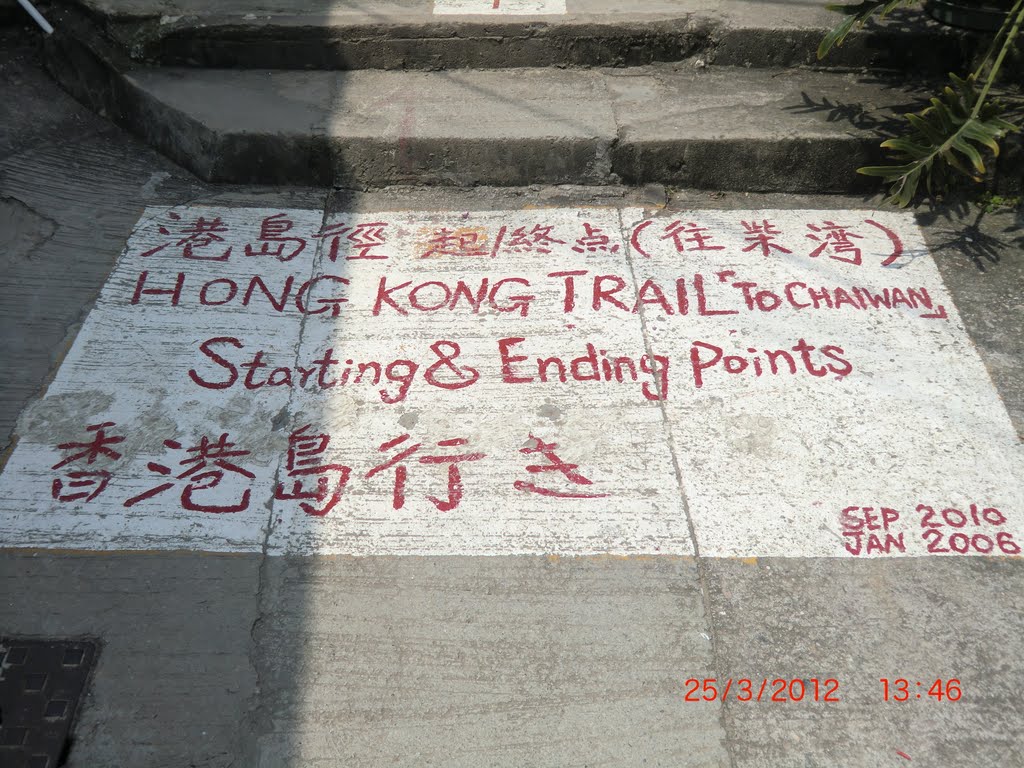 港島徑 起/終点(往柴湾)
HONG KONG TRAIL「To CHAIWAN」
Starting & Ending Points
香港島行き
SEP 2010
JAN 2006
25/3/2012 13:46